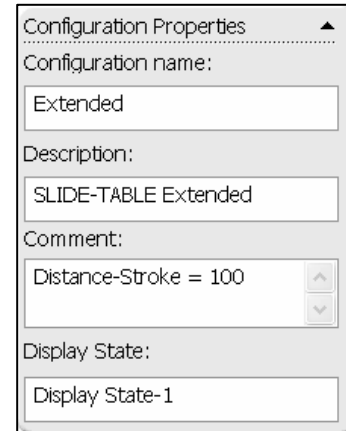 Configuration Properties
Configuration name:
Extended
Description:
SLIDE-TABLE Extended
Comment:
Distance-Stroke = 100
Display State:
Display State-1